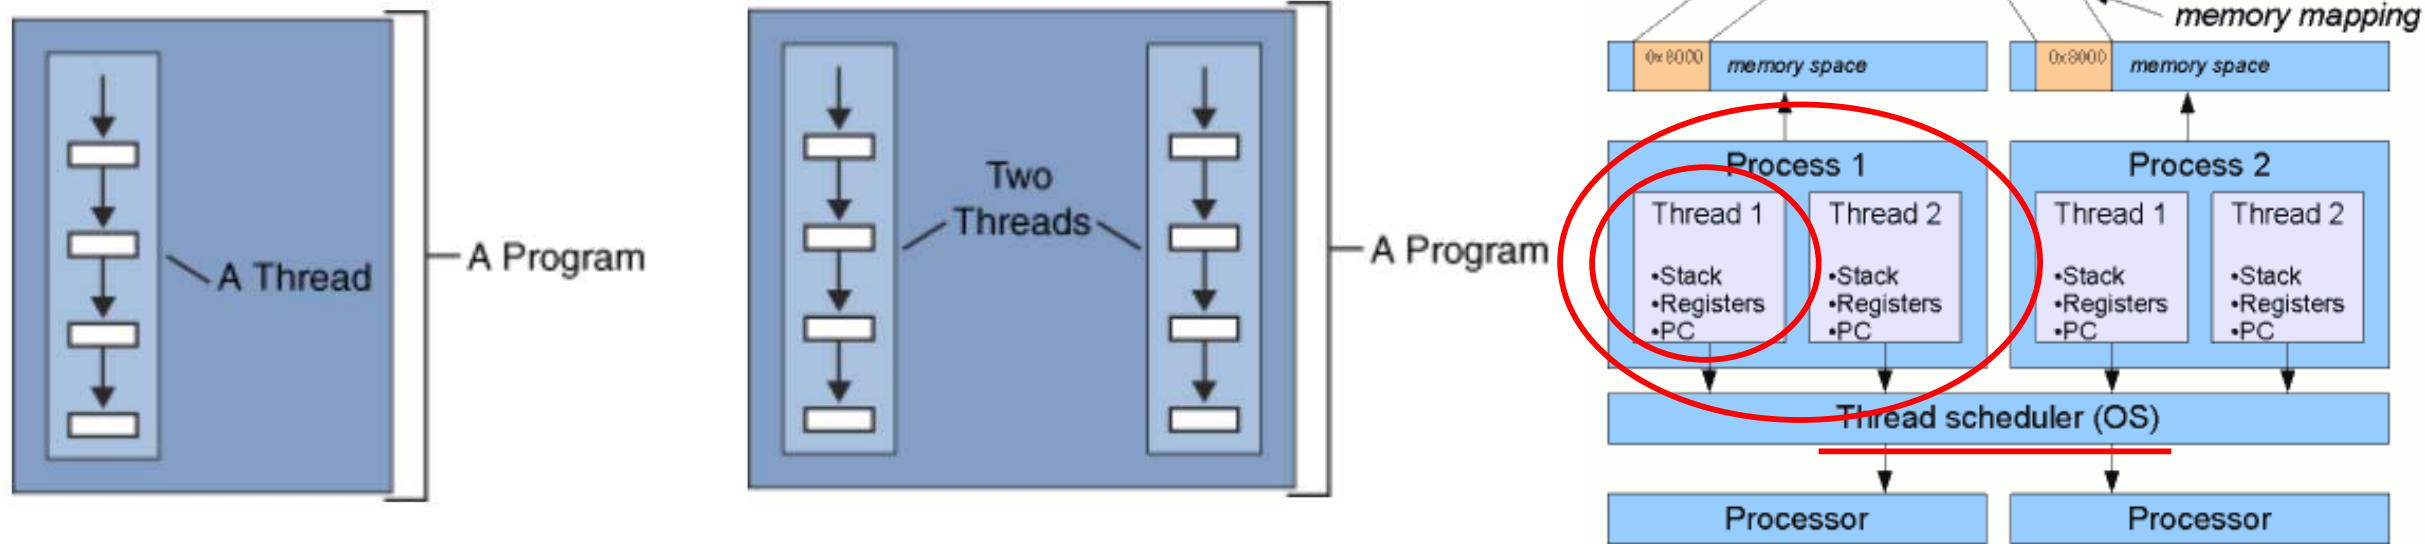 A Thread
A Program
Two
Threads
A Program
memory mapping
0x8000
memory space
0x8000
memory space
Process 1
Thread 1
•Stack
•Registers
•PC
Thread 2
•Stack
•Registers
•PC
Process 2
Thread 1
•Stack
•Registers
•PC
Thread 2
•Stack
•Registers
•PC
Thread scheduler (OS)
Processor
Processor